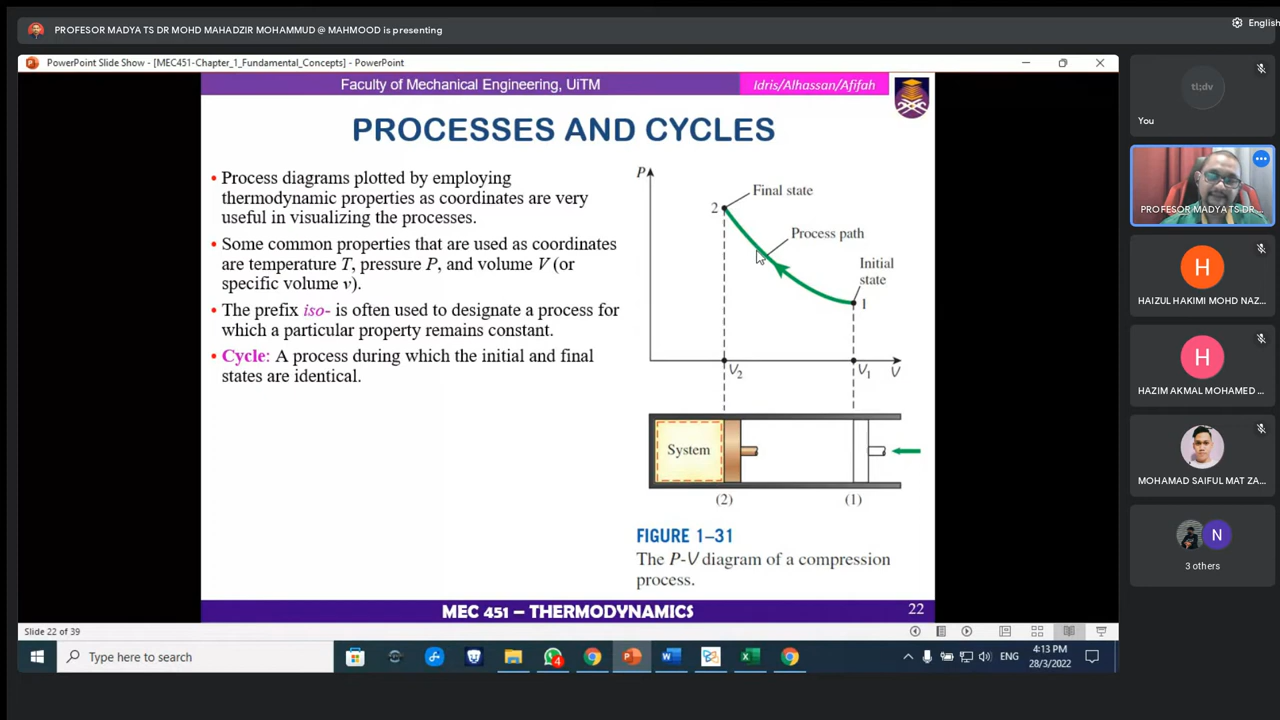 PROFESOR MADYA TS DR MOHD MAHADZIR MOHAMMUD @ MAHMOOD is presenting
English
PowerPoint Slide Show - [MEC451-Chapter_1_Fundamental_Concepts] - PowerPoint
Faculty of Mechanical Engineering, UiTM
Idris/Alhassan/Afifah
PROCESSES AND CYCLES
• Process diagrams plotted by employing
thermodynamic properties as coordinates are very
useful in visualizing the processes.
• Some common properties that are used as coordinates
are temperature T, pressure P, and volume V (or
specific volume v).
• The prefix iso- is often used to designate a process for
which a particular property remains constant.
• Cycle: A process during which the initial and final
states are identical.
P
Final state
2
Process path
Initial
state
1
V2
V1
V
System
(2)
(1)
FIGURE 1–31
The P-V diagram of a compression
process.
MEC 451 – THERMODYNAMICS
22
Slide 22 of 39
Type here to search
4
ENG
4:13 PM
28/3/2022
tl;dv
You
PROFESOR MADYA TS DR ...
H
HAIZUL HAKIMI MOHD NAZ...
H
HAZIM AKMAL MOHAMED ...
MOHAMAD SAIFUL MAT ZA...
N
3 others